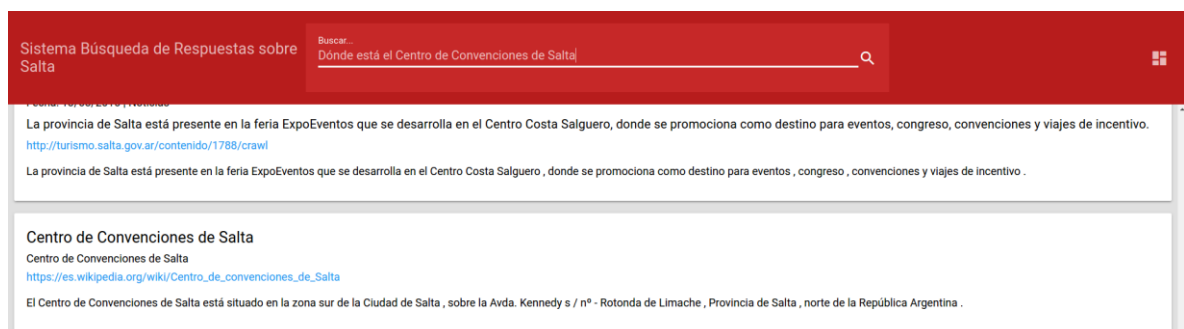 Sistema Búsqueda de Respuestas sobre
Salta
Buscar...
Dónde está el Centro de Convenciones de Salta
La provincia de Salta está presente en la feria ExpoEventos que se desarrolla en el Centro Costa Salguero, donde se promociona como destino para eventos, congreso, convenciones y viajes de incentivo.
http://turismo.salta.gov.ar/contenido/1788/crawl
La provincia de Salta está presente en la feria ExpoEventos que se desarrolla en el Centro Costa Salguero , donde se promociona como destino para eventos , congreso , convenciones y viajes de incentivo .
Centro de Convenciones de Salta
Centro de Convenciones de Salta
https://es.wikipedia.org/wiki/Centro_de_convenciones_de_Salta
El Centro de Convenciones de Salta está situado en la zona sur de la Ciudad de Salta , sobre la Avda. Kennedy s / nº - Rotonda de Limache , Provincia de Salta , norte de la República Argentina .